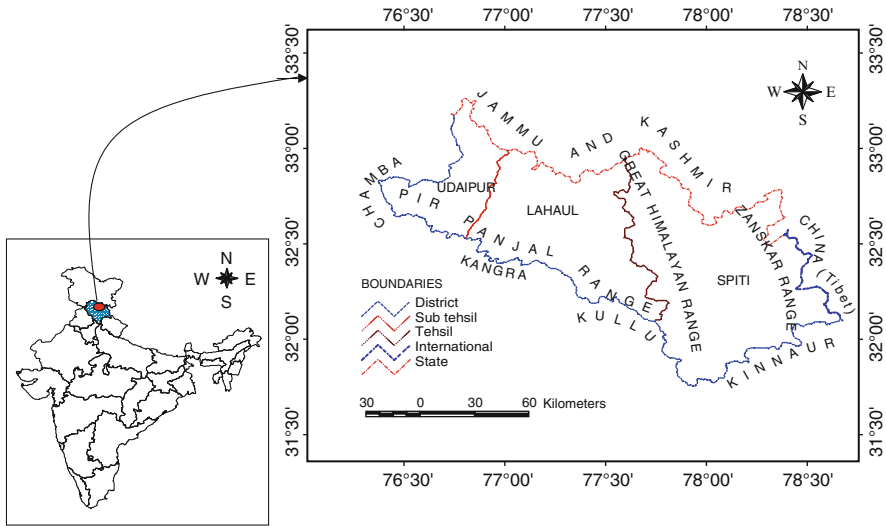 76°30' 77°00' 77°30' 78°00' 78°30'
33°30' 33°30'
N
W E
S
JAMMU AND KASHMIR
33°00' 33°00'
CHAMBA
UDAIPUR
PIR PANJAL RANGE
LAHAUL
GREAT HIMALAYAN RANGE
ZANSKAR RANGE
CHINA (Tibet)
32°30' 32°30'
KANGRA
SPITI
KULLU
KINNAUR
32°00' 32°00'
BOUNDARIES
District
Sub tehsil
Tehsil
International
State
30 0 30 60 Kilometers
31°30' 31°30'
76°30' 77°00' 77°30' 78°00' 78°30'
N
W E
S